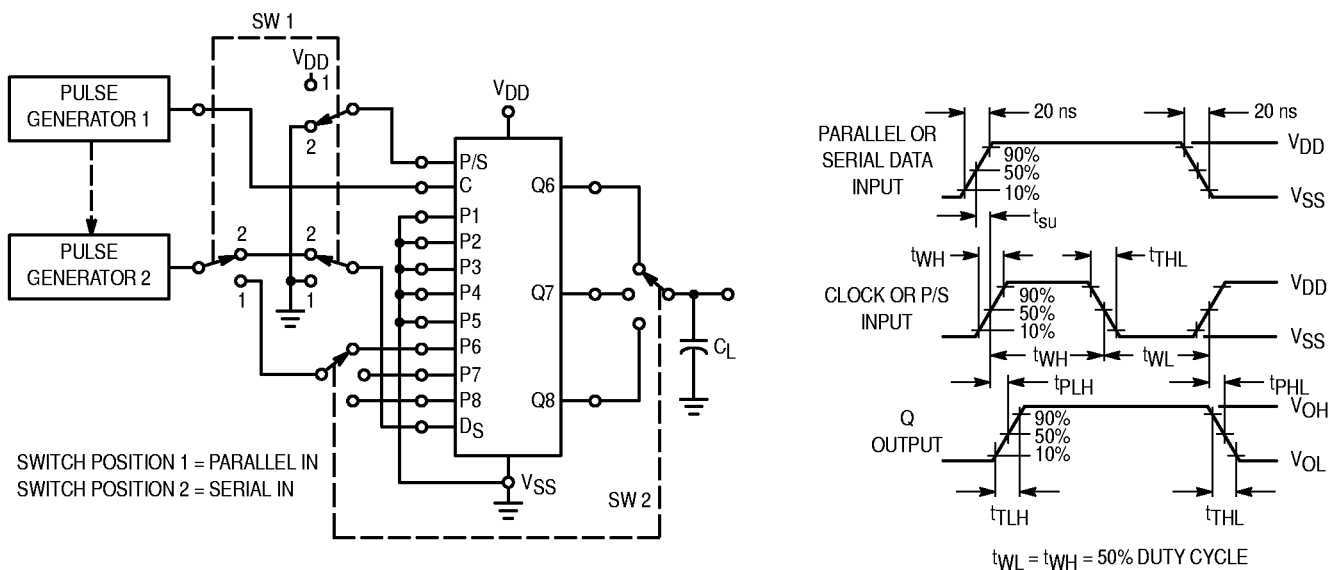 SW 1
VDD
1
PULSE
GENERATOR 1
2
VDD
P/S
C
P1
P2
P3
P4
P5
P6
P7
P8
DS
Q6
Q7
Q8
PULSE
GENERATOR 2
2
2
1
1
CL
VSS
SW 2
SWITCH POSITION 1 = PARALLEL IN
SWITCH POSITION 2 = SERIAL IN
20 ns
20 ns
PARALLEL OR
SERIAL DATA
INPUT
90%
50%
10%
VDD
VSS
tsu
tWH
tTHL
CLOCK OR P/S
INPUT
90%
50%
10%
VDD
VSS
tWH
tWL
tPLH
tPHL
Q
OUTPUT
90%
50%
10%
VOH
VOL
tTLH
tTHL
tWL = tWH = 50% DUTY CYCLE